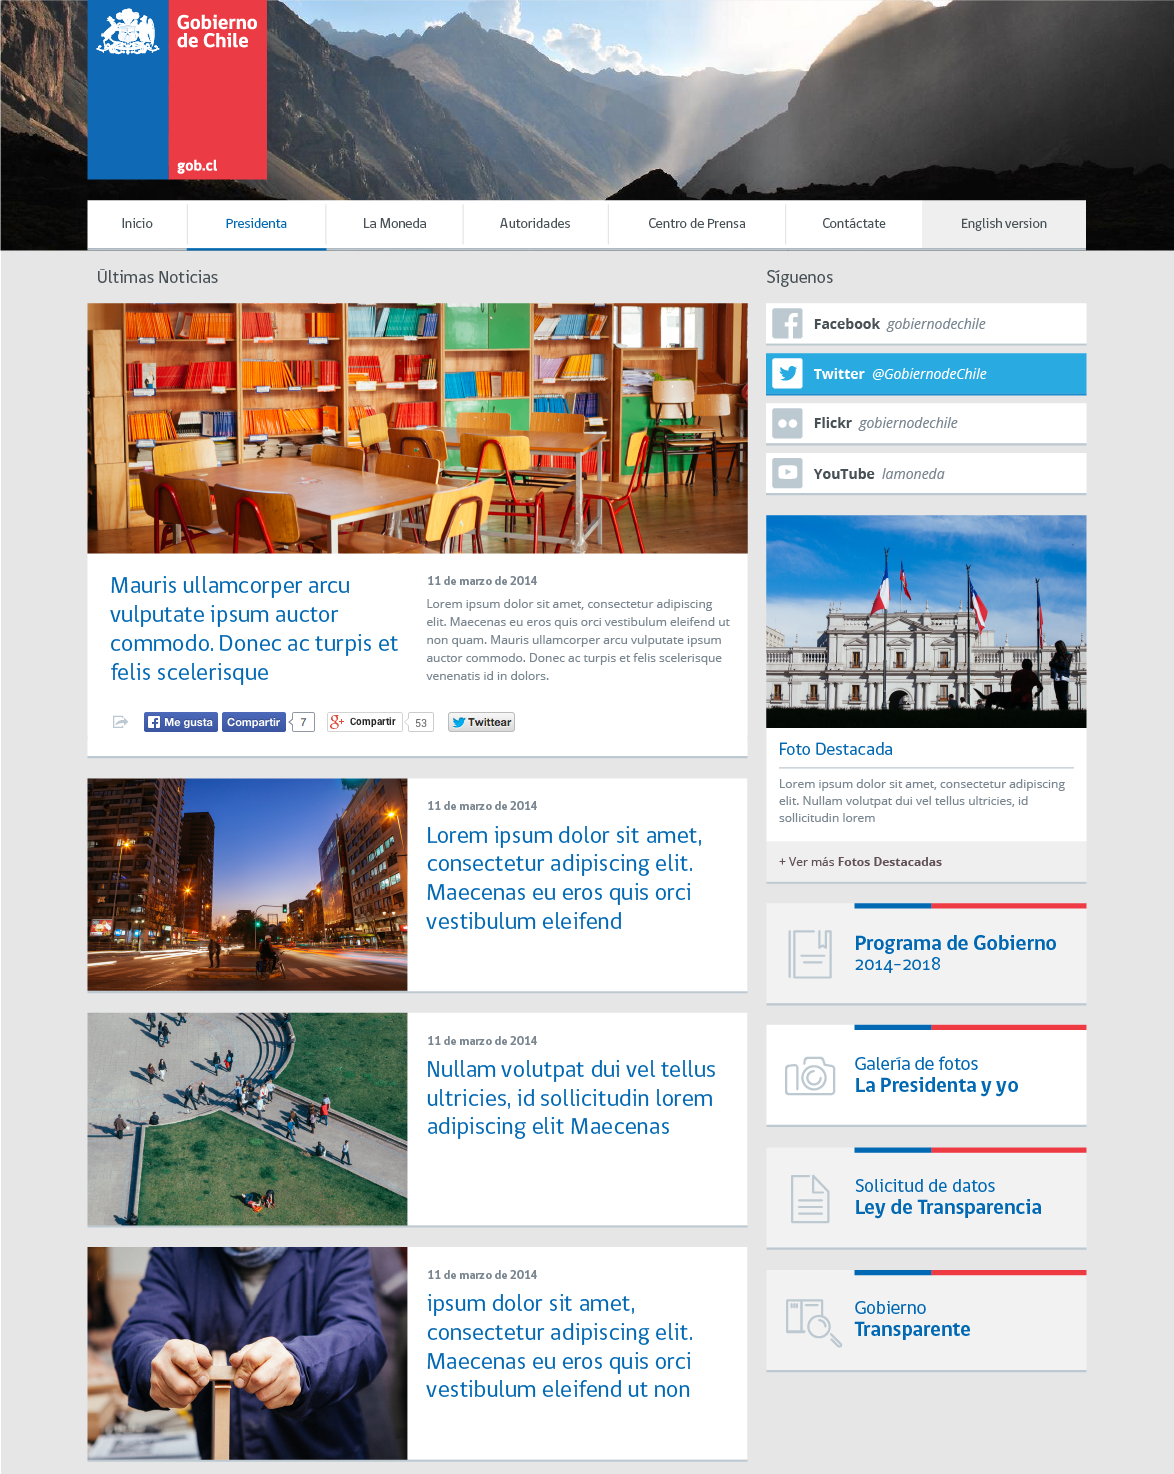 Gobierno
de Chile
gob.cl
Inicio
Presidenta
La Moneda
Autoridades
Centro de Prensa
Contáctate
English version
Últimas Noticias
Mauris ullamcorper arcu
vulputate ipsum auctor
commodo. Donec ac turpis et
felis scelerisque
11 de marzo de 2014
Lorem ipsum dolor sit amet, consectetur adipiscing
elit. Maecenas eu eros quis orci vestibulum eleifend ut
non quam. Mauris ullamcorper arcu vulputate ipsum
auctor commodo. Donec ac turpis et felis scelerisque
venenatis id in dolors.
Me gusta
Compartir
7
Compartir
53
Twittear
11 de marzo de 2014
Lorem ipsum dolor sit amet,
consectetur adipiscing elit.
Maecenas eu eros quis orci
vestibulum eleifend
11 de marzo de 2014
Nullam volutpat dui vel tellus
ultricies, id sollicitudin lorem
adipiscing elit Maecenas
11 de marzo de 2014
ipsum dolor sit amet,
consectetur adipiscing elit.
Maecenas eu eros quis orci
vestibulum eleifend ut non
Síguenos
Facebook gobiernodechile
Twitter @GobiernodeChile
Flickr gobiernodechile
YouTube lamoneda
Foto Destacada
Lorem ipsum dolor sit amet, consectetur adipiscing
elit. Nullam volutpat dui vel tellus ultricies, id
sollicitudin lorem
+ Ver más Fotos Destacadas
Programa de Gobierno
2014-2018
Galería de fotos
La Presidenta y yo
Solicitud de datos
Ley de Transparencia
Gobierno
Transparente